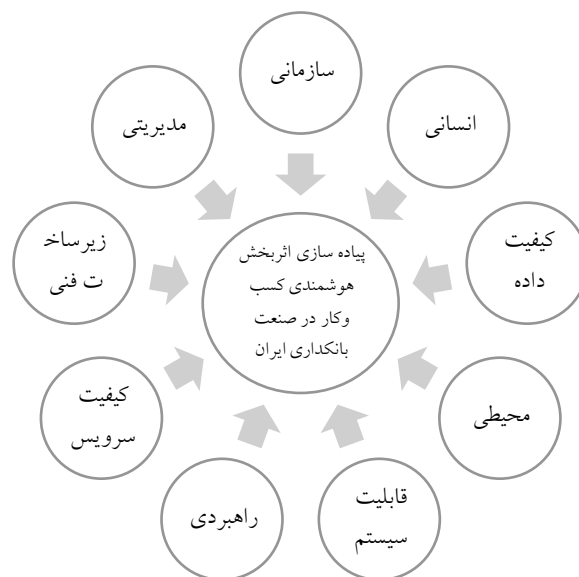 سازمانی
انسانی
کیفیت
داده
محیطی
قابلیت
سیستم
راهبردی
کیفیت
سرویس
زیرساخ
ت فنی
مدیریتی
پیاده سازی اثربخش
هوشمندی کسب
وکار در صنعت
بانکداری ایران